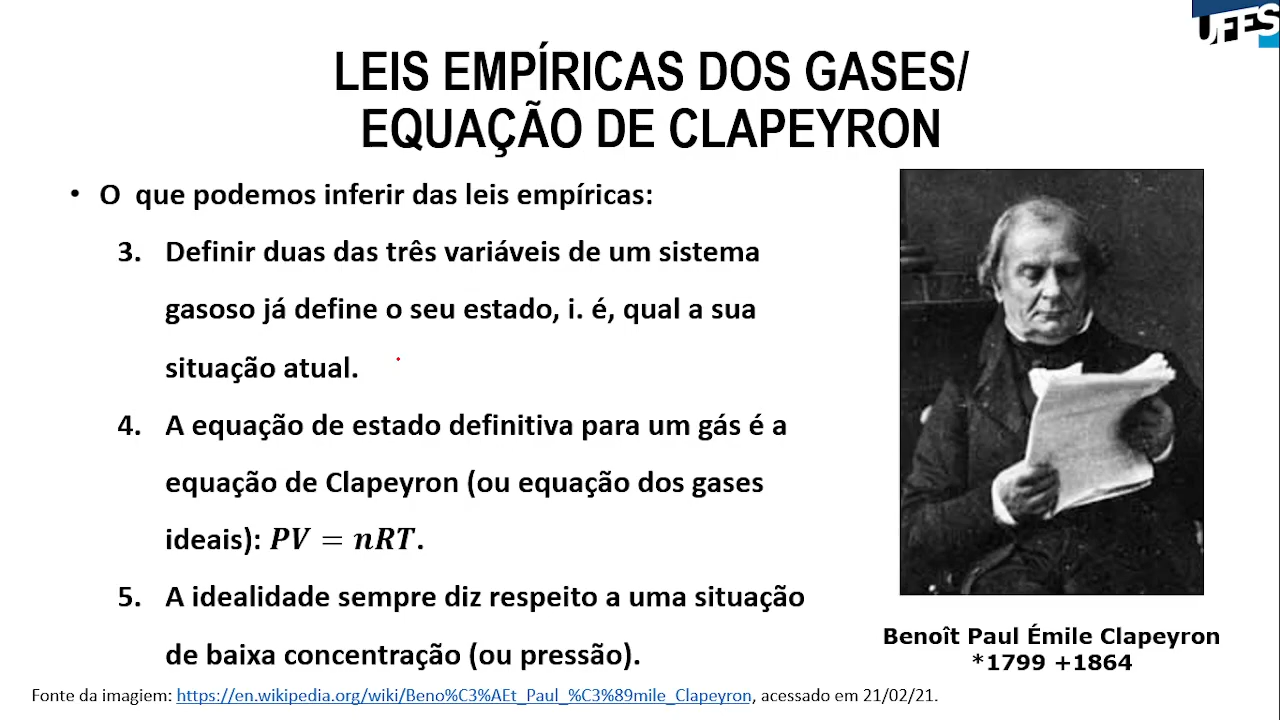 UFES
LEIS EMPÍRICAS DOS GASES/
EQUAÇÃO DE CLAPEYRON
• O  que podemos inferir das leis empíricas:
3. Definir duas das três variáveis de um sistema
gasoso já define o seu estado, i. é, qual a sua
situação atual.
4. A equação de estado definitiva para um gás é a
equação de Clapeyron (ou equação dos gases
ideais): PV = nRT.
5. A idealidade sempre diz respeito a uma situação
de baixa concentração (ou pressão).
Benoît Paul Émile Clapeyron
*1799 +1864
Fonte da imagiem: https://en.wikipedia.org/wiki/Beno%C3%AEt_Paul_%C3%89mile_Clapeyron, acessado em 21/02/21.